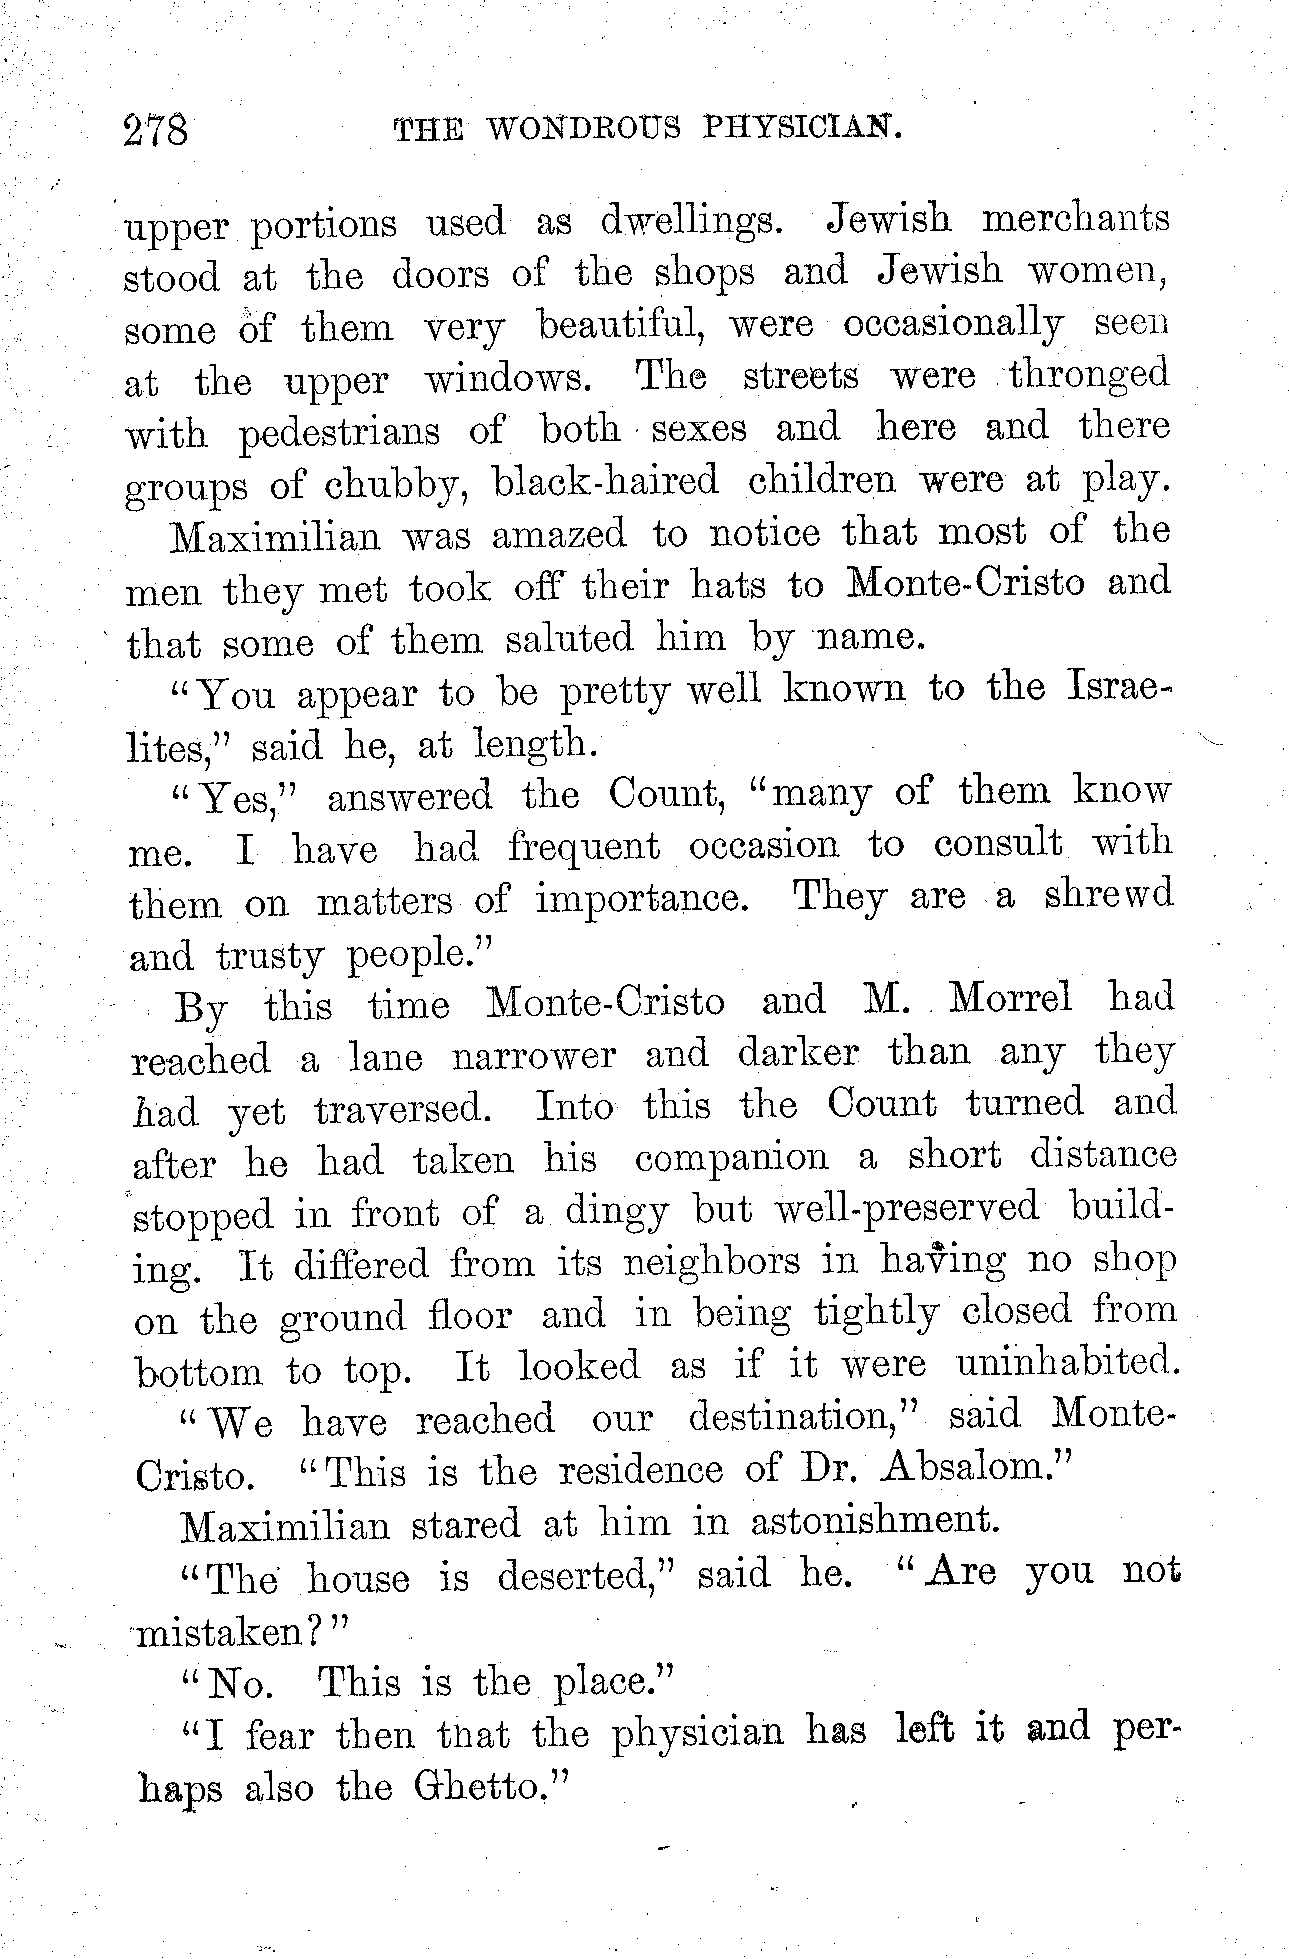 278 THE WONDROUS PHYSICIAN.
upper portions used as dwellings. Jewish merchants
stood at the doors of the shops and Jewish women,
some of them very beautiful, were occasionally seen
at the upper windows. The streets were thronged
with pedestrians of both sexes and here and there
groups of chubby, black-haired children were at play.
Maximilian was amazed to notice that most of the
men they met took off their hats to Monte-Cristo and
that some of them saluted him by name.
"You appear to be pretty well known to the Israe-
lites," said he, at length.
"Yes," answered the Count, "many of them know
me. I have had frequent occasion to consult with
them on matters of importance. They are a shrewd
and trusty people."
By this time Monte-Cristo and M. Morrel had
reached a lane narrower and darker than any they
had yet traversed. Into this the Count turned and
after he had taken his companion a short distance
stopped in front of a dingy but well-preserved build-
ing. It differed from its neighbors in having no shop
on the ground floor and in being tightly closed from
bottom to top. It looked as if it were uninhabited.
"We have reached our destination," said Monte-
Cristo. "This is the residence of Dr. Absalom."
Maximilian stared at him in astonishment.
"The house is deserted," said he. "Are you not
mistaken?"
"No. This is the place."
"I fear then that the physician has left it and per-
haps also the Ghetto."